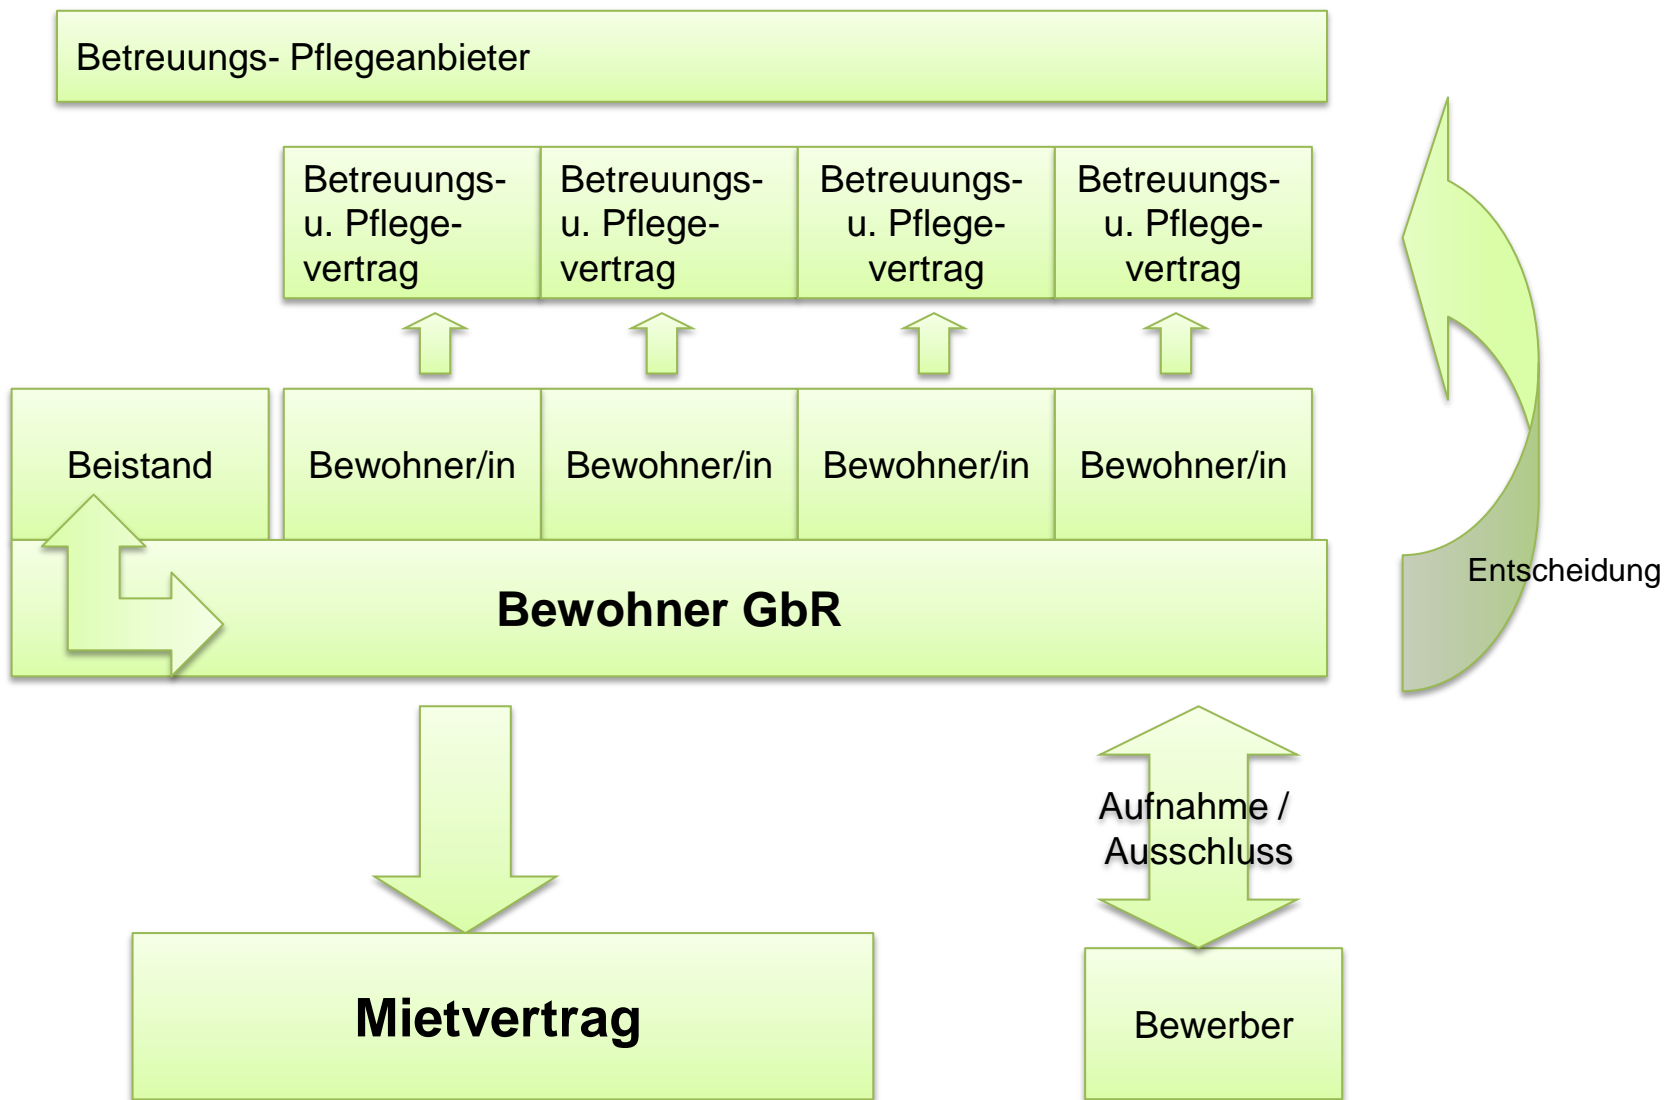 Betreuungs- Pflegeanbieter
Betreuungs-
u. Pflege-
vertrag
Betreuungs-
u. Pflege-
vertrag
Betreuungs-
u. Pflege-
vertrag
Betreuungs-
u. Pflege-
vertrag
Beistand
Bewohner/in
Bewohner/in
Bewohner/in
Bewohner/in
Entscheidung
Bewohner GbR
Aufnahme /
Ausschluss
Mietvertrag
Bewerber